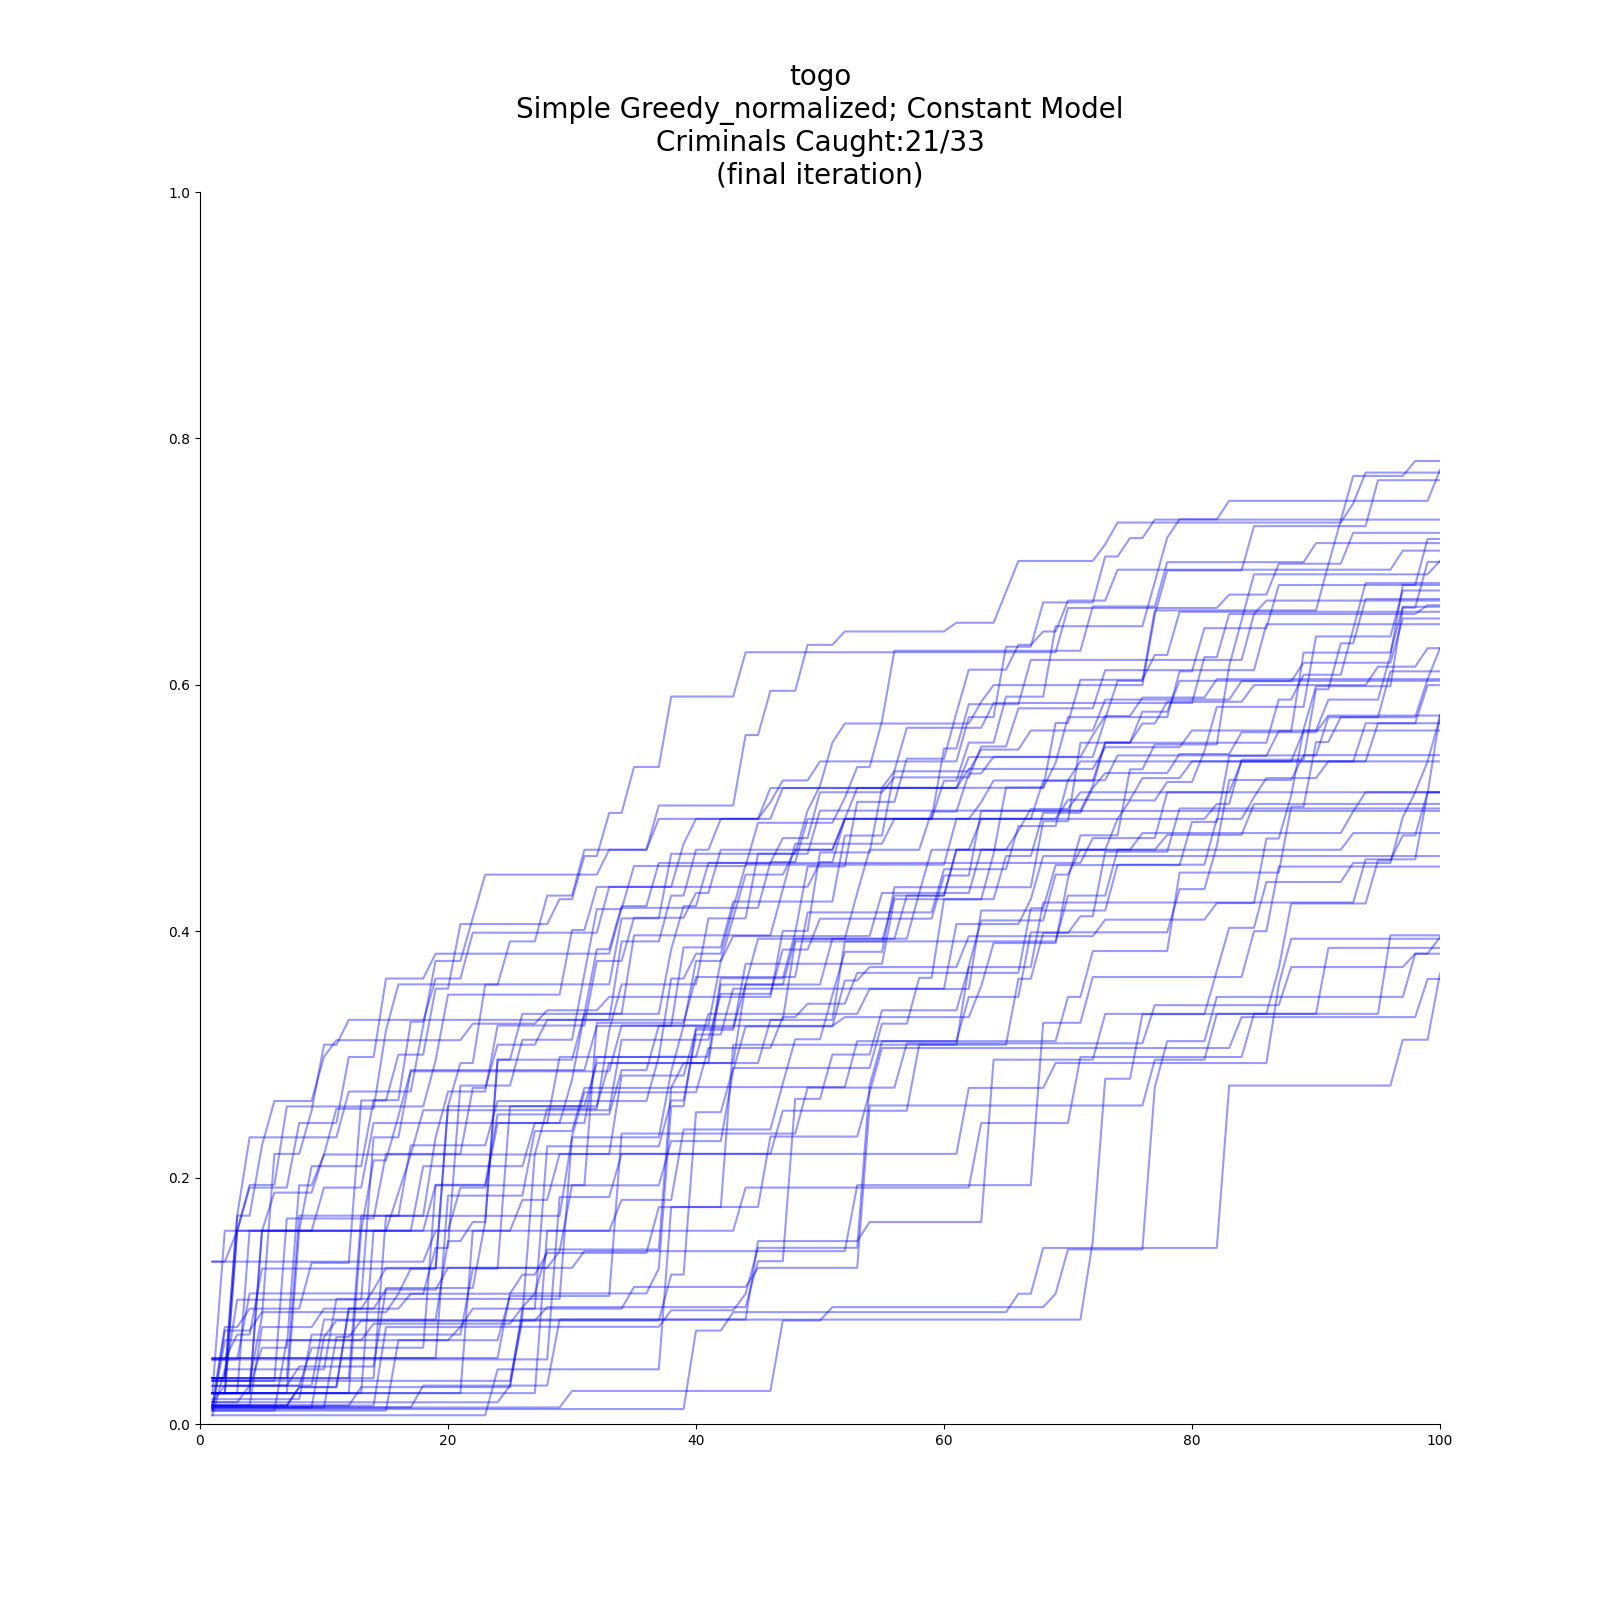 togo
Simple Greedy_normalized; Constant Model
Criminals Caught:21/33
(final iteration)
1.0
0.8
0.6
0.4
0.2
0.0
0 20 40 60 80 100